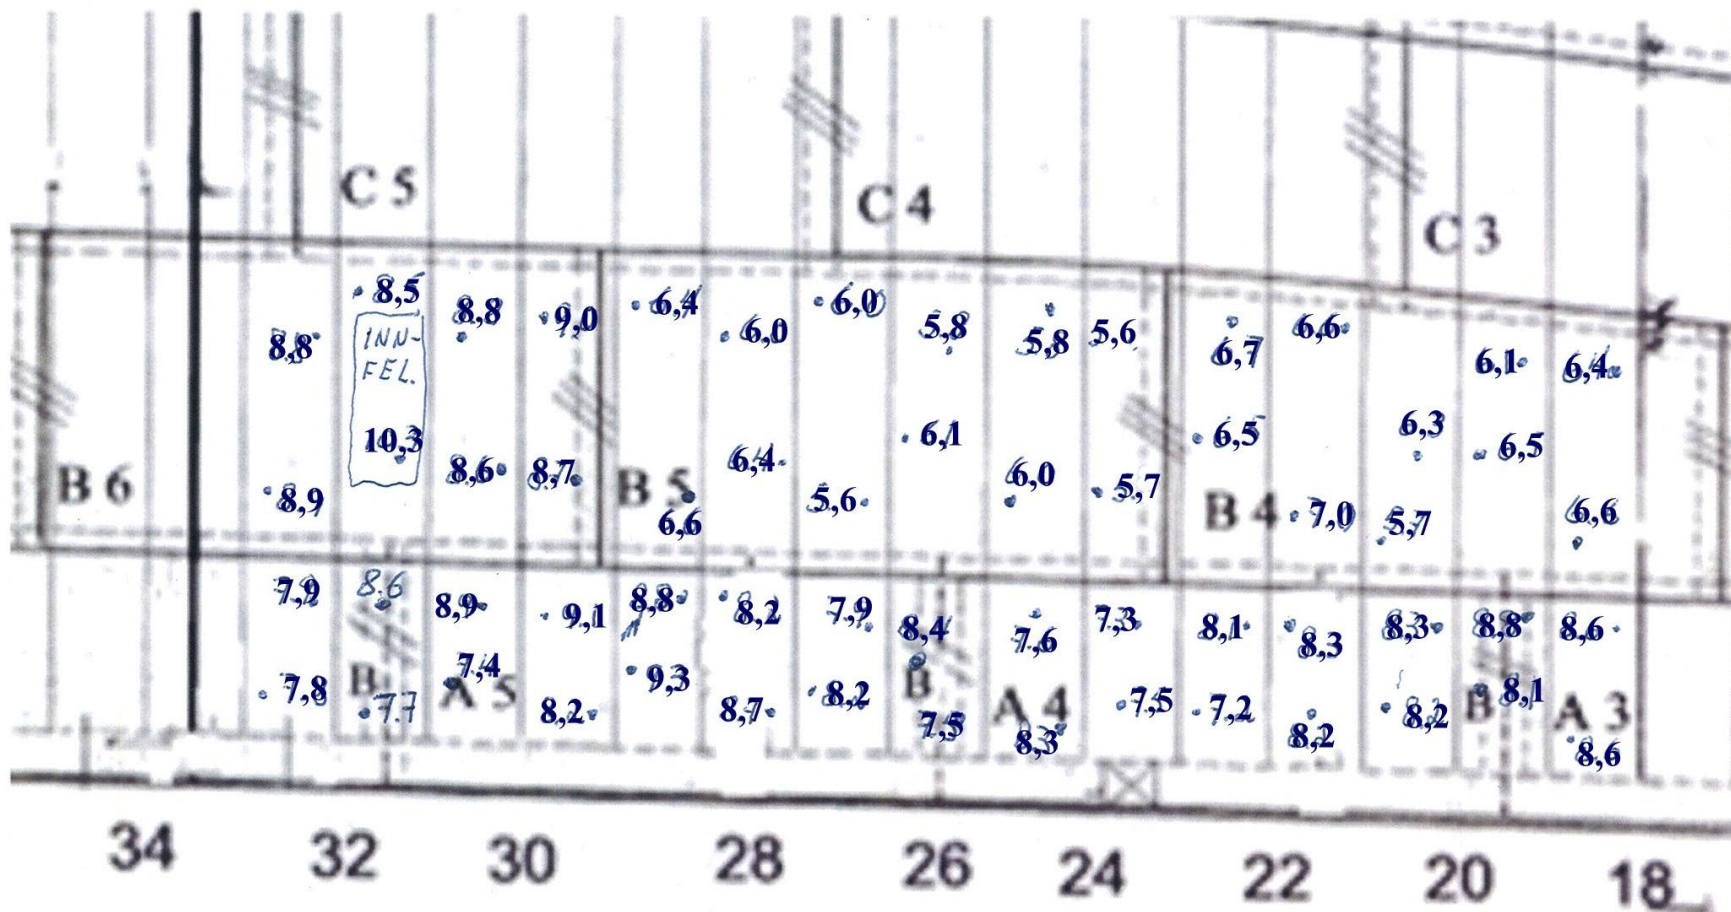 C 5
C 4
C 3
8,5 8,8 9,0 6,4 6,0 6,0 5,8 5,8 5,6 6,7 6,6 6,1 6,4
8,8
INN-
FEL.
10,3 6,1 6,5 6,3 6,5
8,9 8,6 8,7 6,4 5,6 6,0 5,7 7,0 5,7 6,6
B 6 B 5 B 4
6,6
7,9 8.6 8,9 9,1 8,8 8,2 7,9 8,4 7,6 7,3 8,1 8,3 8,3 8,8 8,6
7,8 7.7 7,4 8,2 9,3 8,7 8,2 7,5 8,3 7,5 7,2 8,2 8,2 8,1 8,6
B A 5 B A 4 B A 3
34 32 30 28 26 24 22 20 18